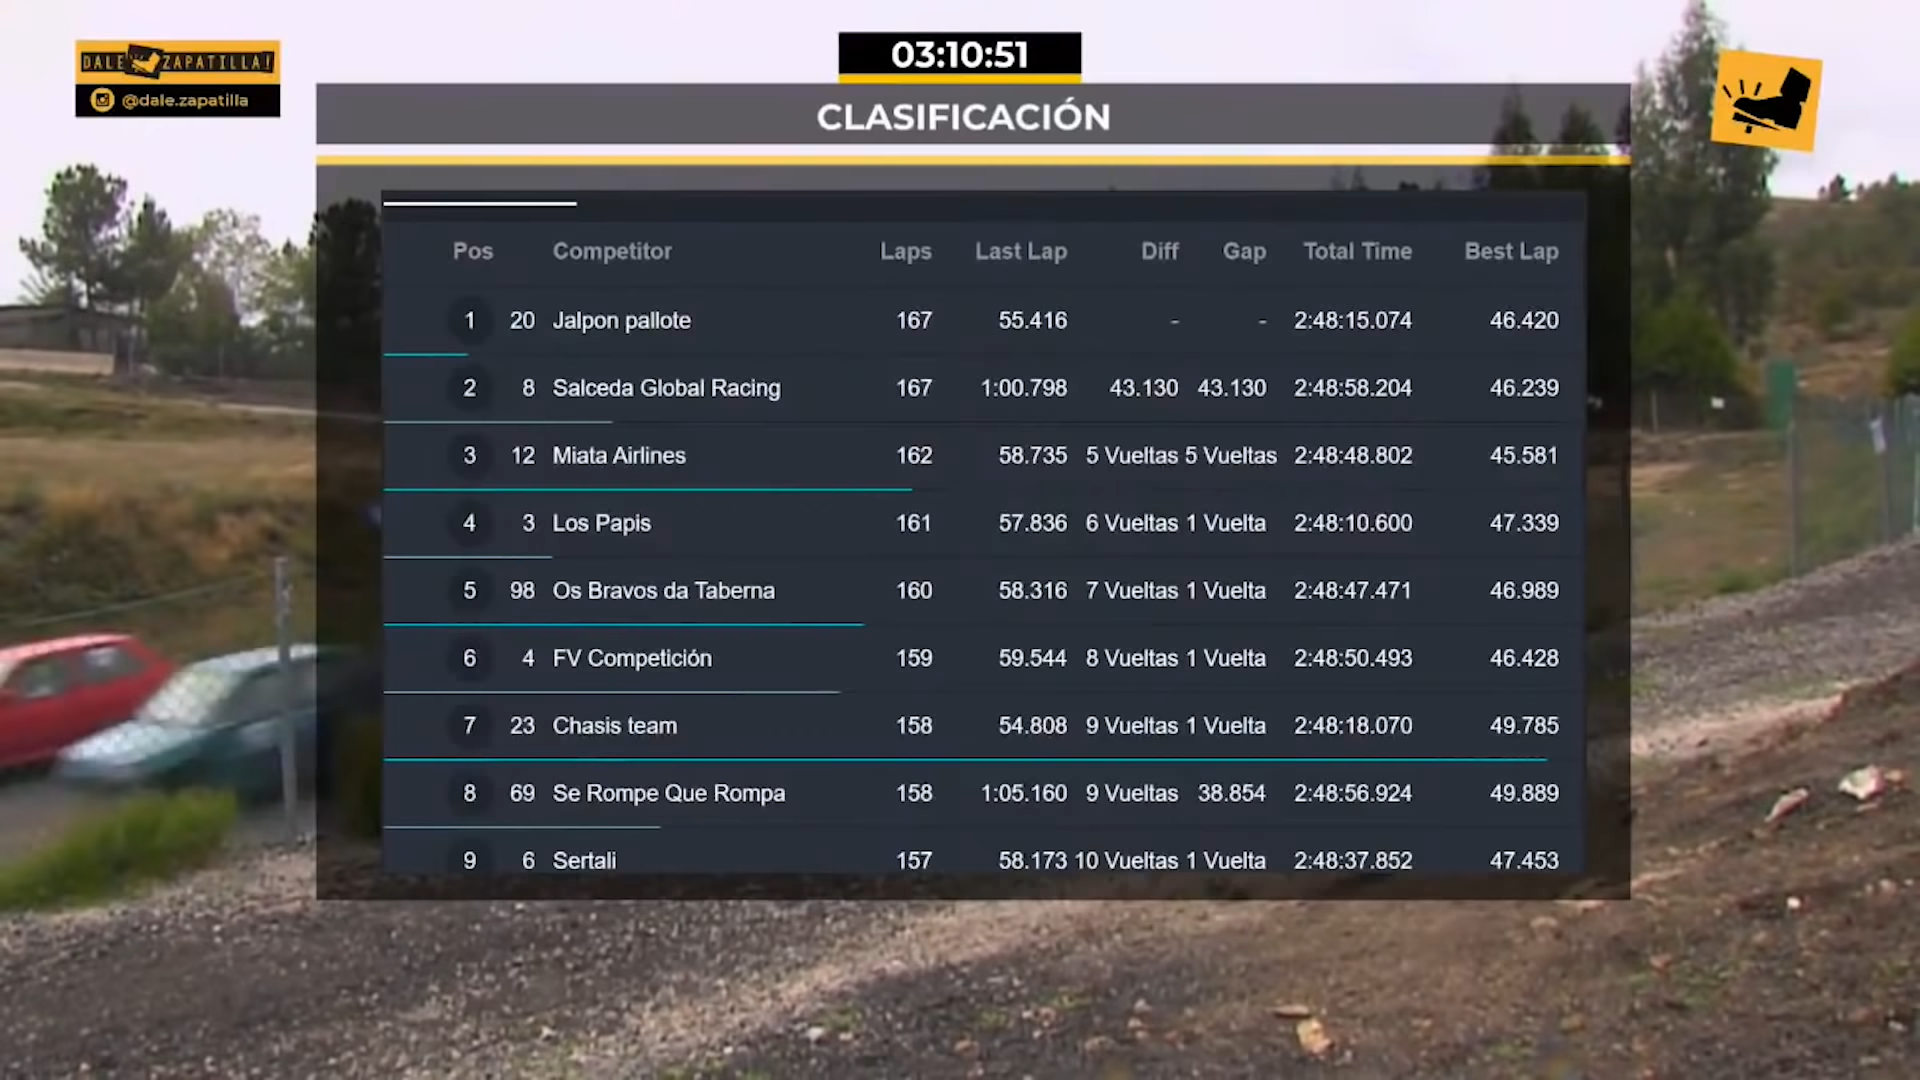 DALE ZAPATILLA!
@dale.zapatilla
03:10:51
CLASIFICACIÓN
Pos Competitor Laps Last Lap Diff Gap Total Time Best Lap
1 20 Jalpon pallote 167 55.416 - - 2:48:15.074 46.420
2 8 Salceda Global Racing 167 1:00.798 43.130 43.130 2:48:58.204 46.239
3 12 Miata Airlines 162 58.735 5 Vueltas 5 Vueltas 2:48:48.802 45.581
4 3 Los Papis 161 57.836 6 Vueltas 1 Vuelta 2:48:10.600 47.339
5 98 Os Bravos da Taberna 160 58.316 7 Vueltas 1 Vuelta 2:48:47.471 46.989
6 4 FV Competición 159 59.544 8 Vueltas 1 Vuelta 2:48:50.493 46.428
7 23 Chasis team 158 54.808 9 Vueltas 1 Vuelta 2:48:18.070 49.785
8 69 Se Rompe Que Rompa 158 1:05.160 9 Vueltas 38.854 2:48:56.924 49.889
9 6 Sertali 157 58.173 10 Vueltas 1 Vuelta 2:48:37.852 47.453